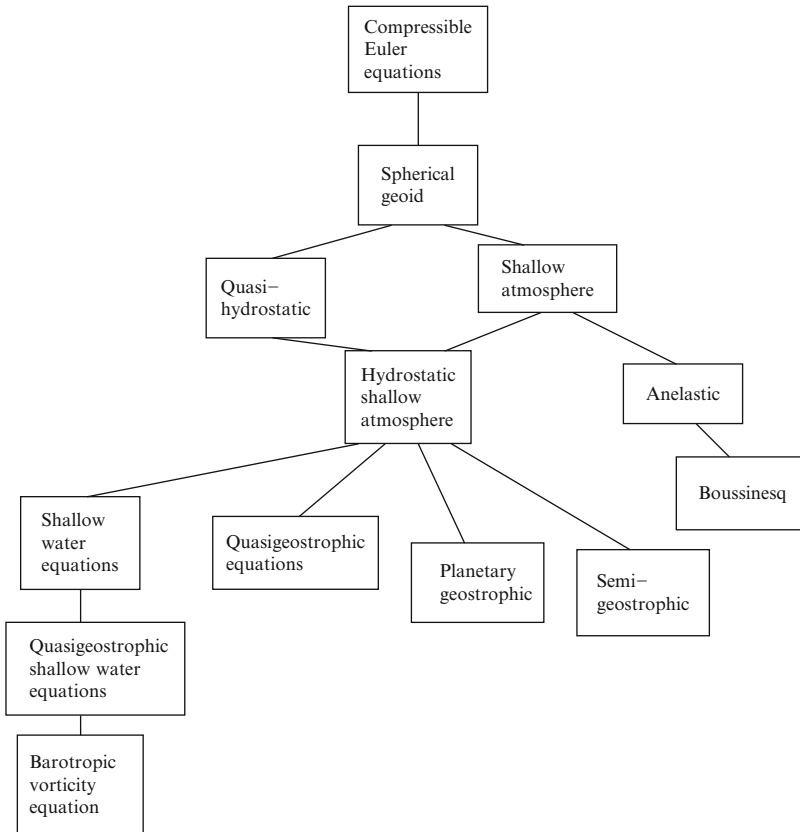 Compressible
Euler
equations
Spherical
geoid
Quasi−
hydrostatic
Shallow
atmosphere
Hydrostatic
shallow
atmosphere
Anelastic
Boussinesq
Shallow
water
equations
Quasigeostrophic
equations
Planetary
geostrophic
Semi−
geostrophic
Quasigeostrophic
shallow water
equations
Barotropic
vorticity
equation